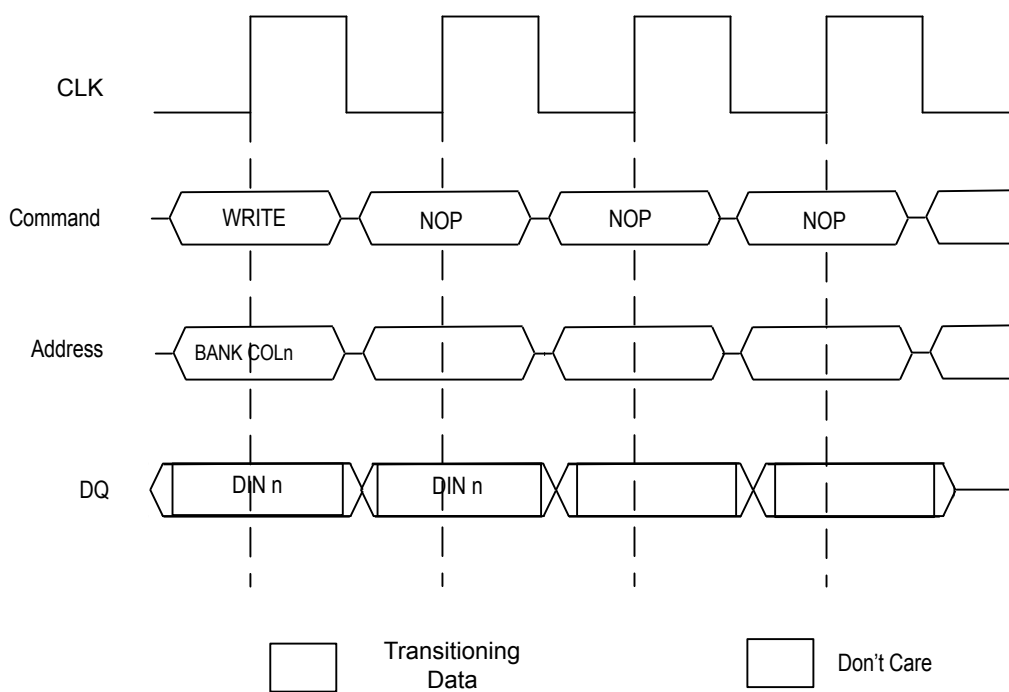 CLK
Command
WRITE
NOP
NOP
NOP
Address
BANK COLn
DQ
DIN n
DIN n
Transitioning
Data
Don't Care